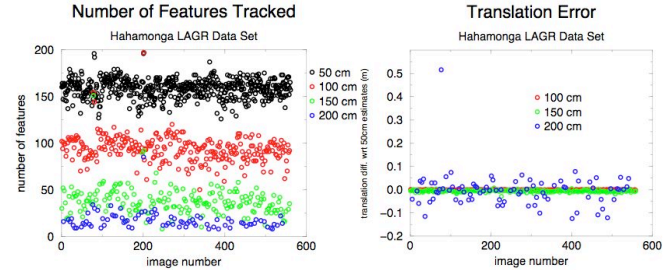 Number of Features Tracked
Hahamonga LAGR Data Set
200
150
100
50
0
0
200
400
600
number of features
image number
50 cm
100 cm
150 cm
200 cm
Translation Error
Hahamonga LAGR Data Set
0.5
0.4
0.3
0.2
0.1
0.0
−0.1
−0.2
0
200
400
600
translation diff. wrt 50cm estimates (m)
image number
100 cm
150 cm
200 cm